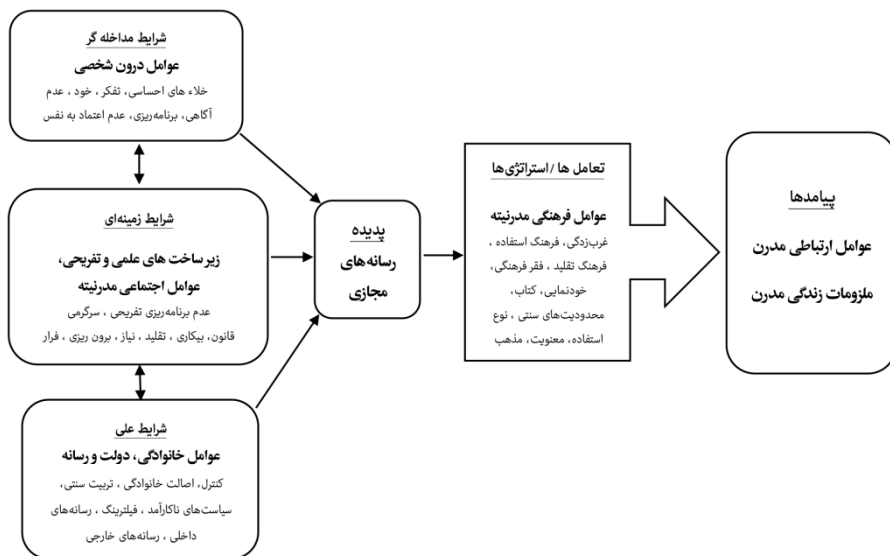 شرایط مداخله گر
عوامل درون شخصی
خلاء های احساسی، تفکر ، خود ، عدم
آگاهی، برنامه‌ریزی، عدم اعتماد به نفس
شرایط زمینه‌ای
زیر ساخت های علمی و تفریحی،
عوامل اجتماعی مدرنیته
عدم برنامه‌ریزی تفریحی ، سرگرمی
قانون، بیکاری ، تقلید ، نیاز ، برون ریزی ، فرار
شرایط علی
عوامل خانوادگی، دولت و رسانه
کنترل، اصالت خانوادگی ، تربیت سنتی،
سیاست‌های ناکارآمد ، فیلترینگ ، رسانه‌های
داخلی ، رسانه‌های خارجی
پدیده
رسانه‌های
مجازی
تعامل ها / استراتژی‌ها
عوامل فرهنگی مدرنیته
غرب‌زدگی، فرهنگ استفاده ،
فرهنگ تقلید ، فقر فرهنگی،
خودنمایی، کتاب،
محدودیت‌های سنتی ، نوع
استفاده، معنویت، مذهب
پیامدها
عوامل ارتباطی مدرن
ملزومات زندگی مدرن